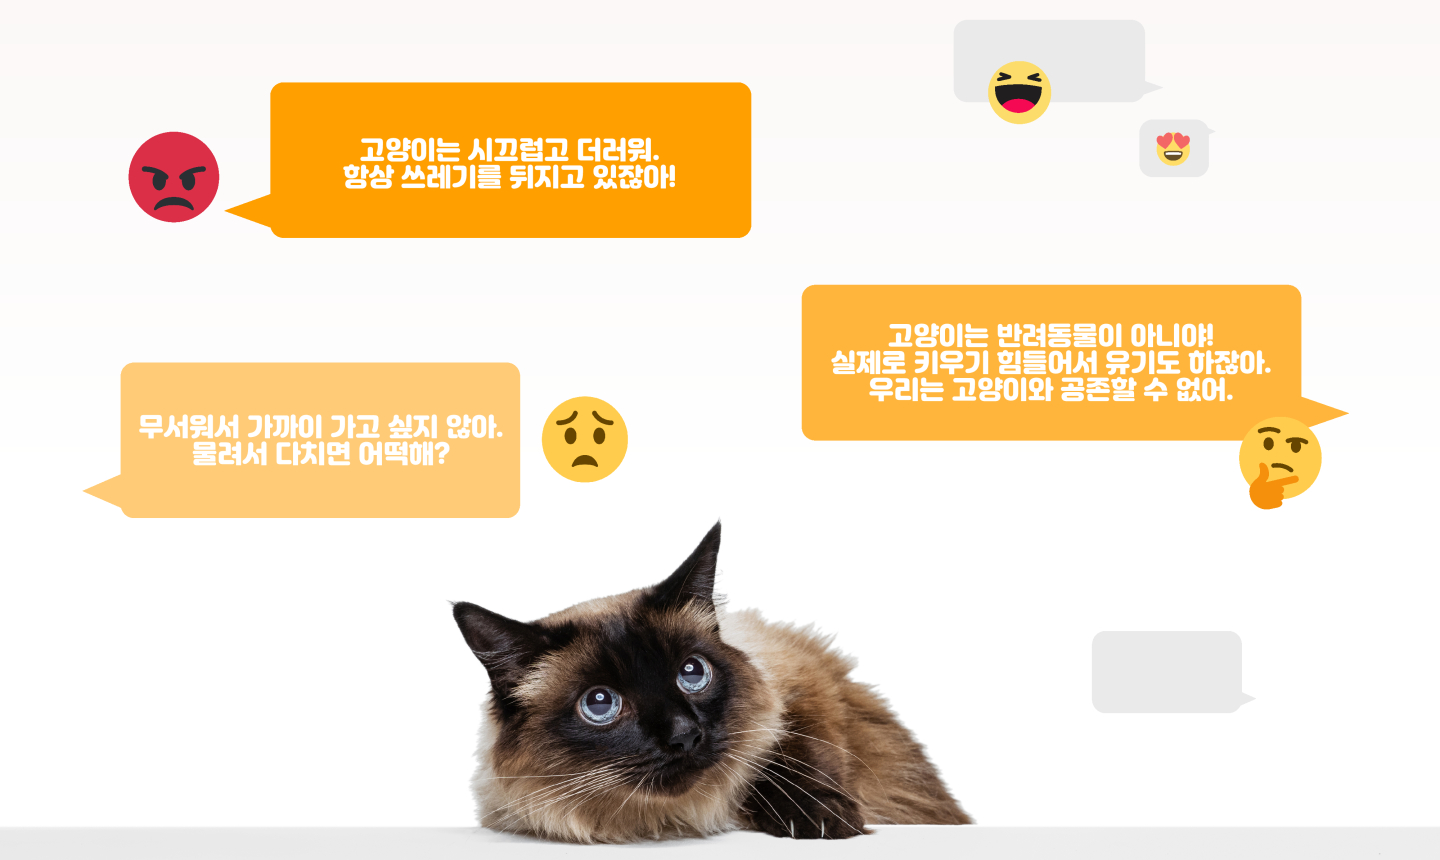 고양이는 시끄럽고 더러워.
항상 쓰레기를 뒤지고 있잖아!
고양이는 반려동물이 아니야!
실제로 키우기 힘들어서 유기도 하잖아.
우리는 고양이와 공존할 수 없어.
무서워서 가까이 가고 싶지 않아.
물려서 다치면 어떡해?